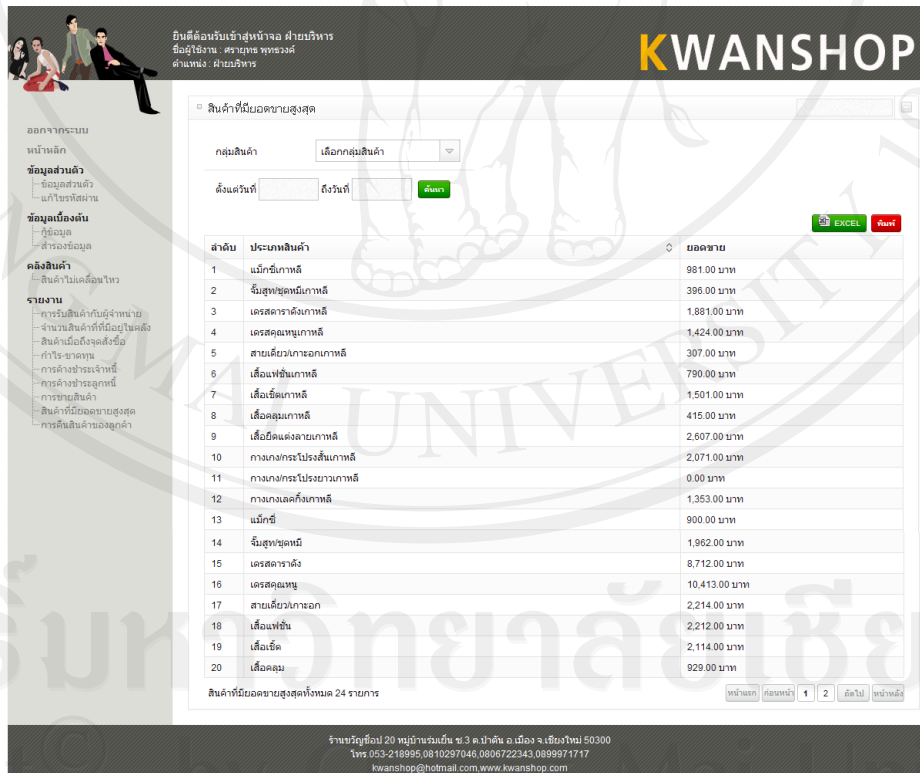 ยินดีต้อนรับเข้าสู่หน้าจอ ฝ่ายบริหาร
ชื่อผู้ใช้งาน : ศรายุทธ พุทธวงศ์
ตำแหน่ง : ฝ่ายบริหาร
KWANSHOP
ออกจากระบบ
หน้าหลัก
ข้อมูลส่วนตัว
ข้อมูลส่วนตัว
แก้ไขรหัสผ่าน
ข้อมูลเบื้องต้น
กู้ข้อมูล
สำรองข้อมูล
คลังสินค้า
สินค้าไม่เคลื่อนไหว
รายงาน
การรับสินค้ากับผู้จำหน่าย
จำนวนสินค้าที่ที่มีอยู่ในคลัง
สินค้าเมื่อถึงจุดสั่งซื้อ
กำไร-ขาดทุน
การค้างชำระเจ้าหนี้
การค้างชำระลูกหนี้
การขายสินค้า
สินค้าที่มียอดขายสูงสุด
การคืนสินค้าของลูกค้า
สินค้าที่มียอดขายสูงสุด
กลุ่มสินค้า เลือกกลุ่มสินค้า
ตั้งแต่วันที่ ถึงวันที่ ค้นหา
EXCEL พิมพ์
ลำดับ ประเภทสินค้า ยอดขาย
1 แม็กซี่เกาหลี 981.00 บาท
2 จั๊มสูท/ชุดหมีเกาหลี 396.00 บาท
3 เดรสดาราดังเกาหลี 1,881.00 บาท
4 เดรสคุณหนูเกาหลี 1,424.00 บาท
5 สายเดี่ยว/เกาะอกเกาหลี 307.00 บาท
6 เสื้อแฟชั่นเกาหลี 790.00 บาท
7 เสื้อเชิ้ตเกาหลี 1,501.00 บาท
8 เสื้อคลุมเกาหลี 415.00 บาท
9 เสื้อยืดแต่งลายเกาหลี 2,607.00 บาท
10 กางเกง/กระโปรงสั้นเกาหลี 2,071.00 บาท
11 กางเกง/กระโปรงยาวเกาหลี 0.00 บาท
12 กางเกงเลคกิ้งเกาหลี 1,353.00 บาท
13 แม็กซี่ 900.00 บาท
14 จั๊มสูท/ชุดหมี 1,962.00 บาท
15 เดรสดาราดัง 8,712.00 บาท
16 เดรสคุณหนู 10,413.00 บาท
17 สายเดี่ยว/เกาะอก 2,214.00 บาท
18 เสื้อแฟชั่น 2,212.00 บาท
19 เสื้อเชิ้ต 2,114.00 บาท
20 เสื้อคลุม 929.00 บาท
สินค้าที่มียอดขายสูงสุดทั้งหมด 24 รายการ หน้าแรก ก่อนหน้า 1 2 ถัดไป หน้าหลัง
ร้านขวัญช็อป 20 หมู่บ้านร่มเย็น ซ.3 ต.ป่าตัน อ.เมือง จ.เชียงใหม่ 50300
โทร.053-218995,0810297046,0806722343,0899971717
kwanshop@hotmail.com,www.kwanshop.com